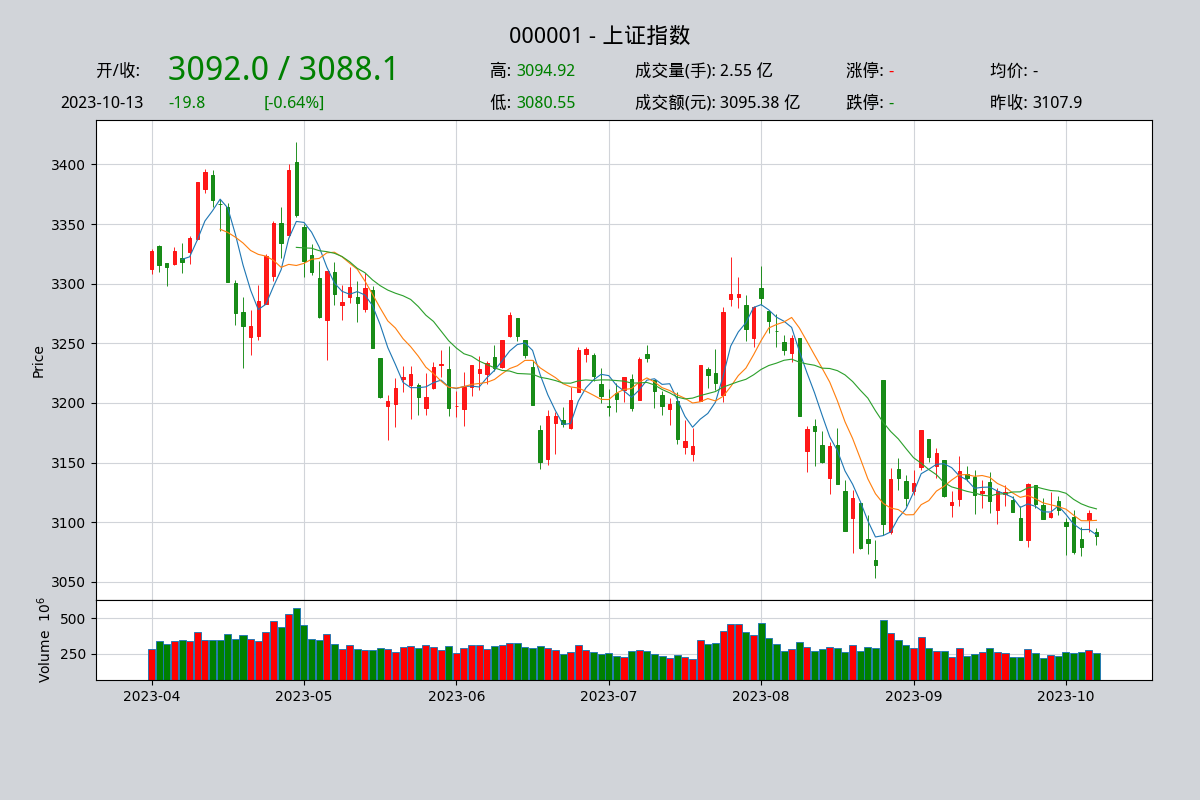 000001 - 上证指数
开/收: 3092.0 / 3088.1 高: 3094.92 成交量(手): 2.55 亿 涨停: - 均价: -
2023-10-13 -19.8 [-0.64%] 低: 3080.55 成交额(元): 3095.38 亿 跌停: - 昨收: 3107.9
Price
3400
3350
3300
3250
3200
3150
3100
3050
Volume 10^6
500
250
2023-04 2023-05 2023-06 2023-07 2023-08 2023-09 2023-10